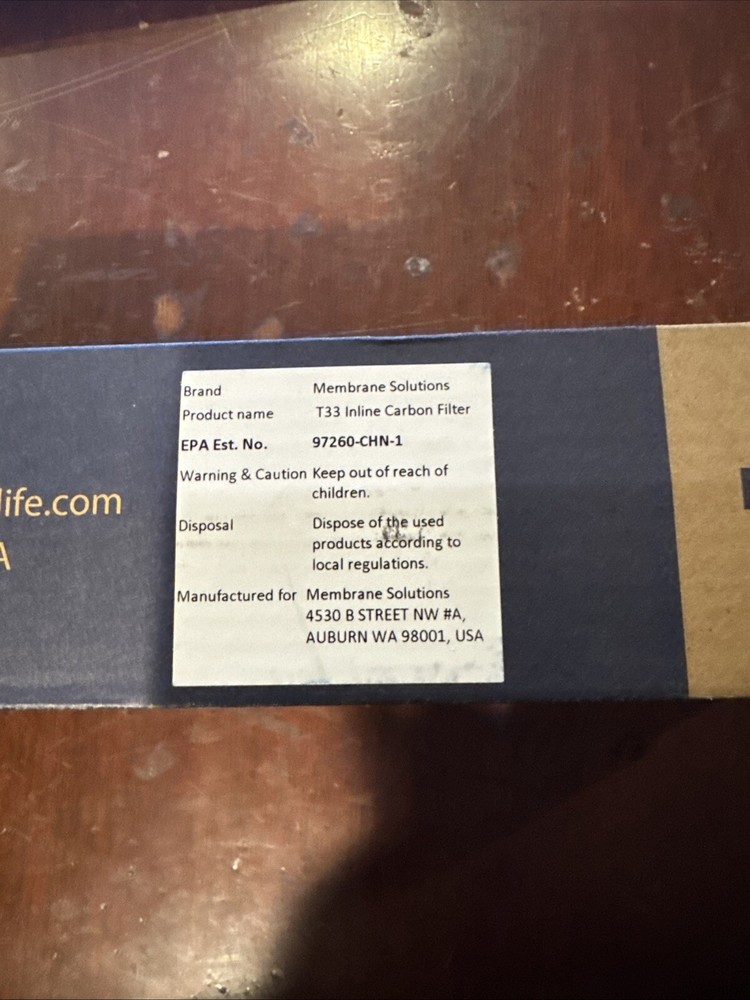 life.com
A
Brand Membrane Solutions
Product name T33 Inline Carbon Filter
EPA Est. No. 97260-CHN-1
Warning & Caution Keep out of reach of
children.
Disposal Dispose of the used
products according to
local regulations.
Manufactured for Membrane Solutions
4530 B STREET NW #A,
AUBURN WA 98001, USA